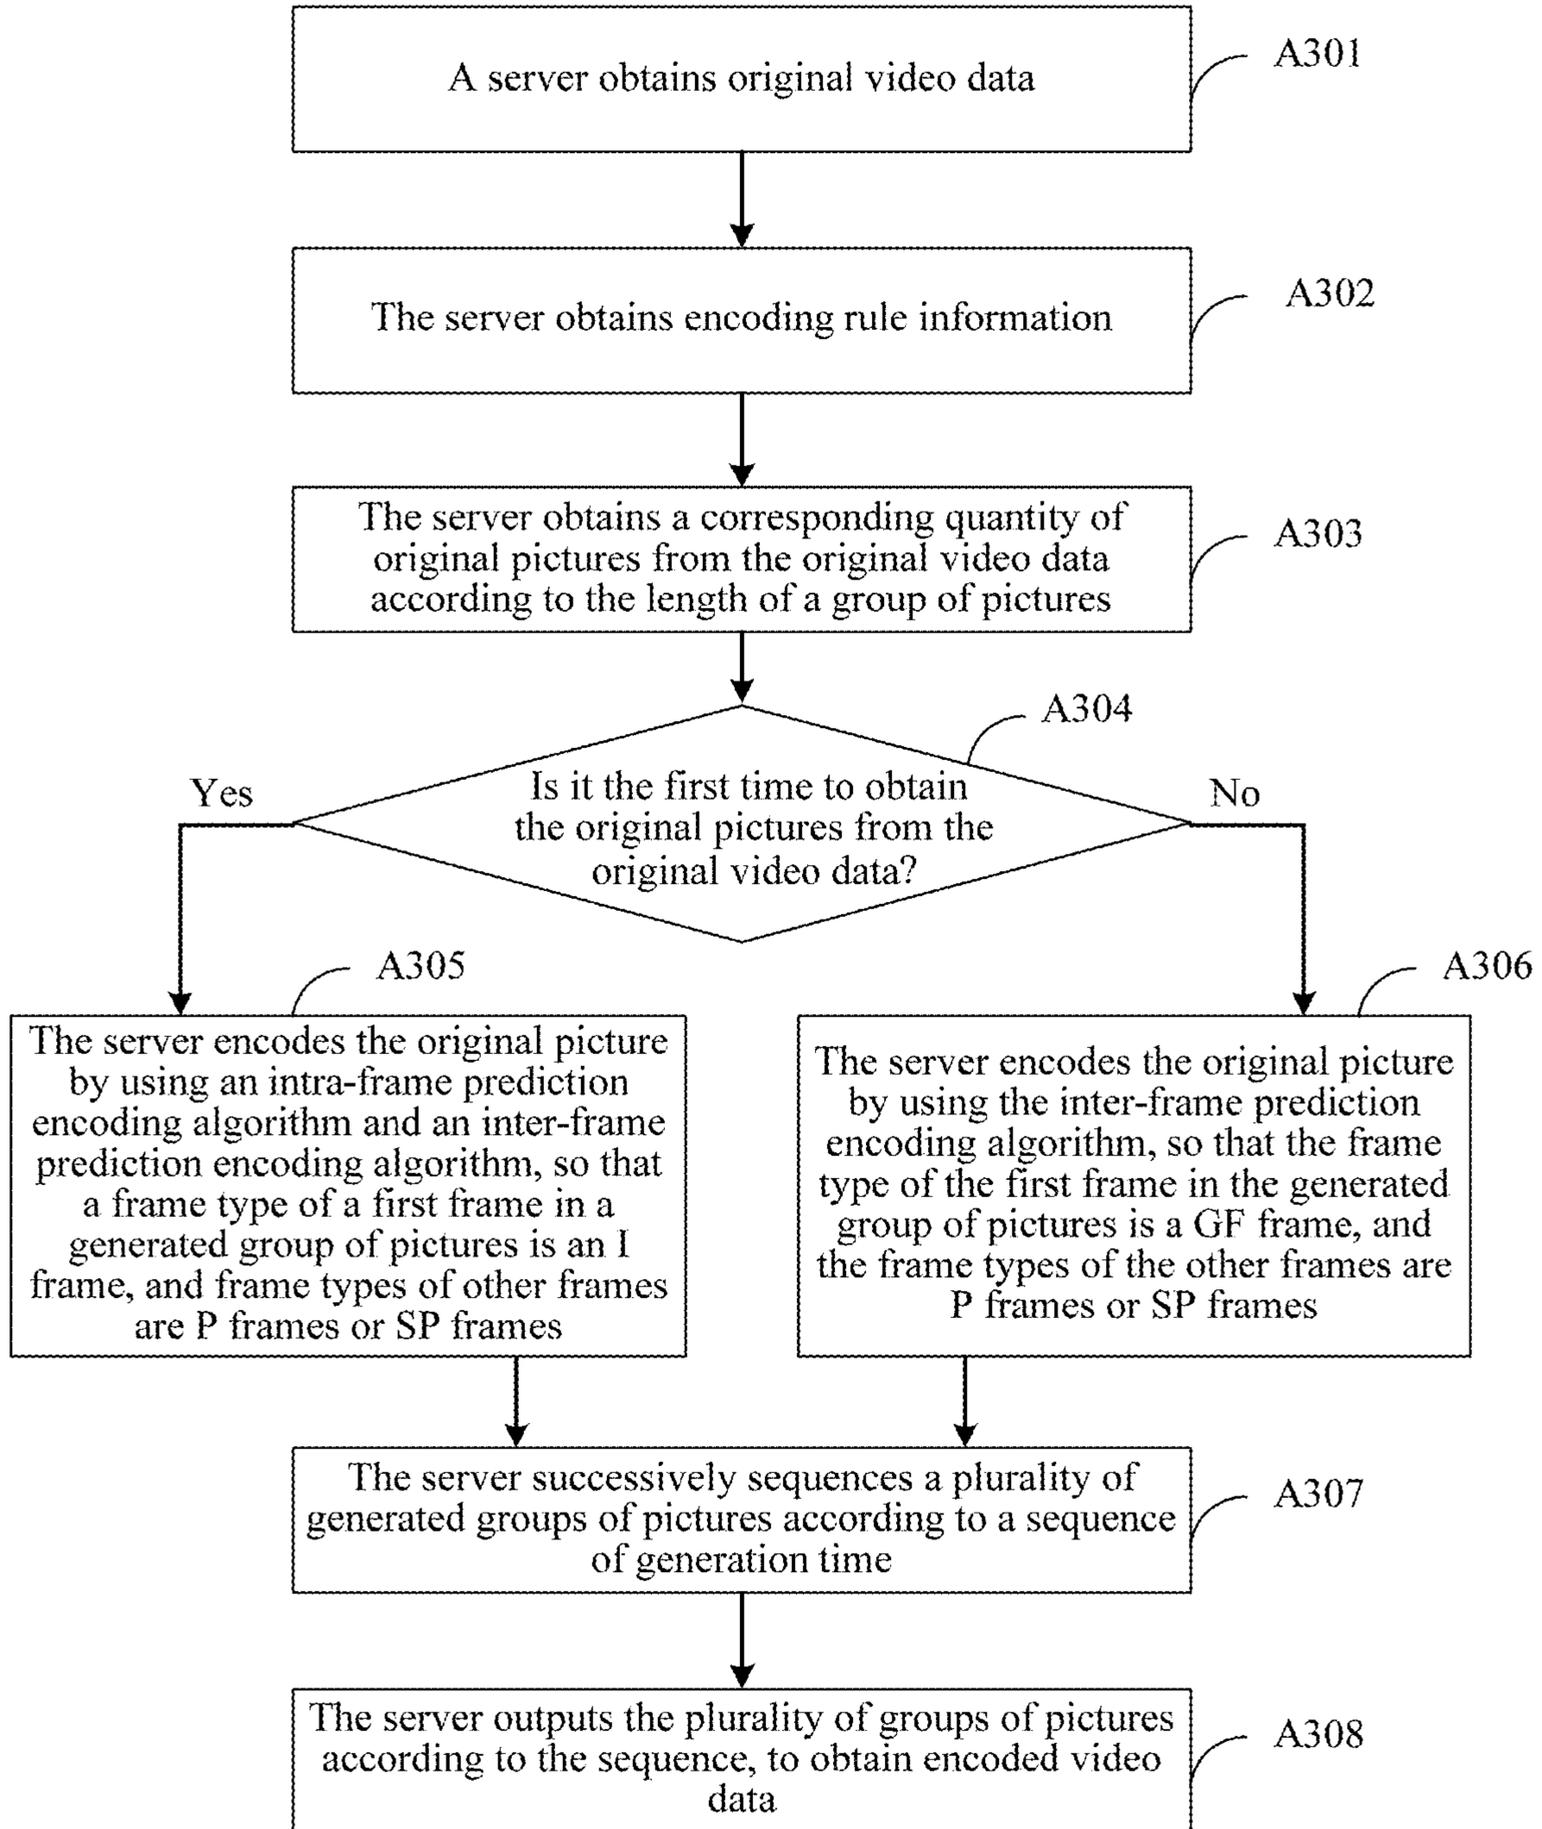 A server obtains original video data
A301
The server obtains encoding rule information
A302
The server obtains a corresponding quantity of
original pictures from the original video data
according to the length of a group of pictures
A303
A304
Is it the first time to obtain
the original pictures from the
original video data?
Yes
No
A305
The server encodes the original picture
by using an intra-frame prediction
encoding algorithm and an inter-frame
prediction encoding algorithm, so that
a frame type of a first frame in a
generated group of pictures is an I
frame, and frame types of other frames
are P frames or SP frames
A306
The server encodes the original picture
by using the inter-frame prediction
encoding algorithm, so that the frame
type of the first frame in the generated
group of pictures is a GF frame, and
the frame types of the other frames are
P frames or SP frames
The server successively sequences a plurality of
generated groups of pictures according to a sequence
of generation time
A307
The server outputs the plurality of groups of pictures
according to the sequence, to obtain encoded video
data
A308